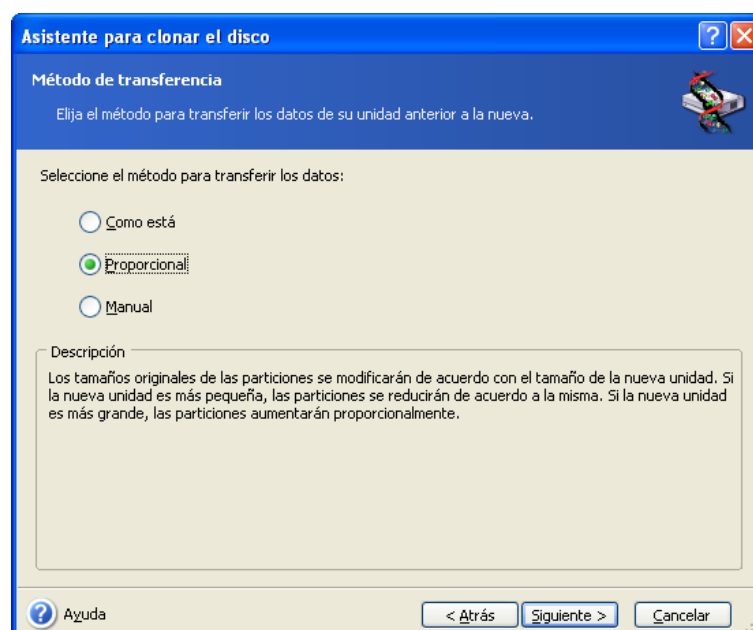 Asistente para clonar el disco
Método de transferencia
Elija el método para transferir los datos de su unidad anterior a la nueva.
Seleccione el método para transferir los datos:
Como está
Proporcional
Manual
Descripción
Los tamaños originales de las particiones se modificarán de acuerdo con el tamaño de la nueva unidad. Si
la nueva unidad es más pequeña, las particiones se reducirán de acuerdo a la misma. Si la nueva unidad
es más grande, las particiones aumentarán proporcionalmente.
Ayuda
< Atrás
Siguiente >
Cancelar